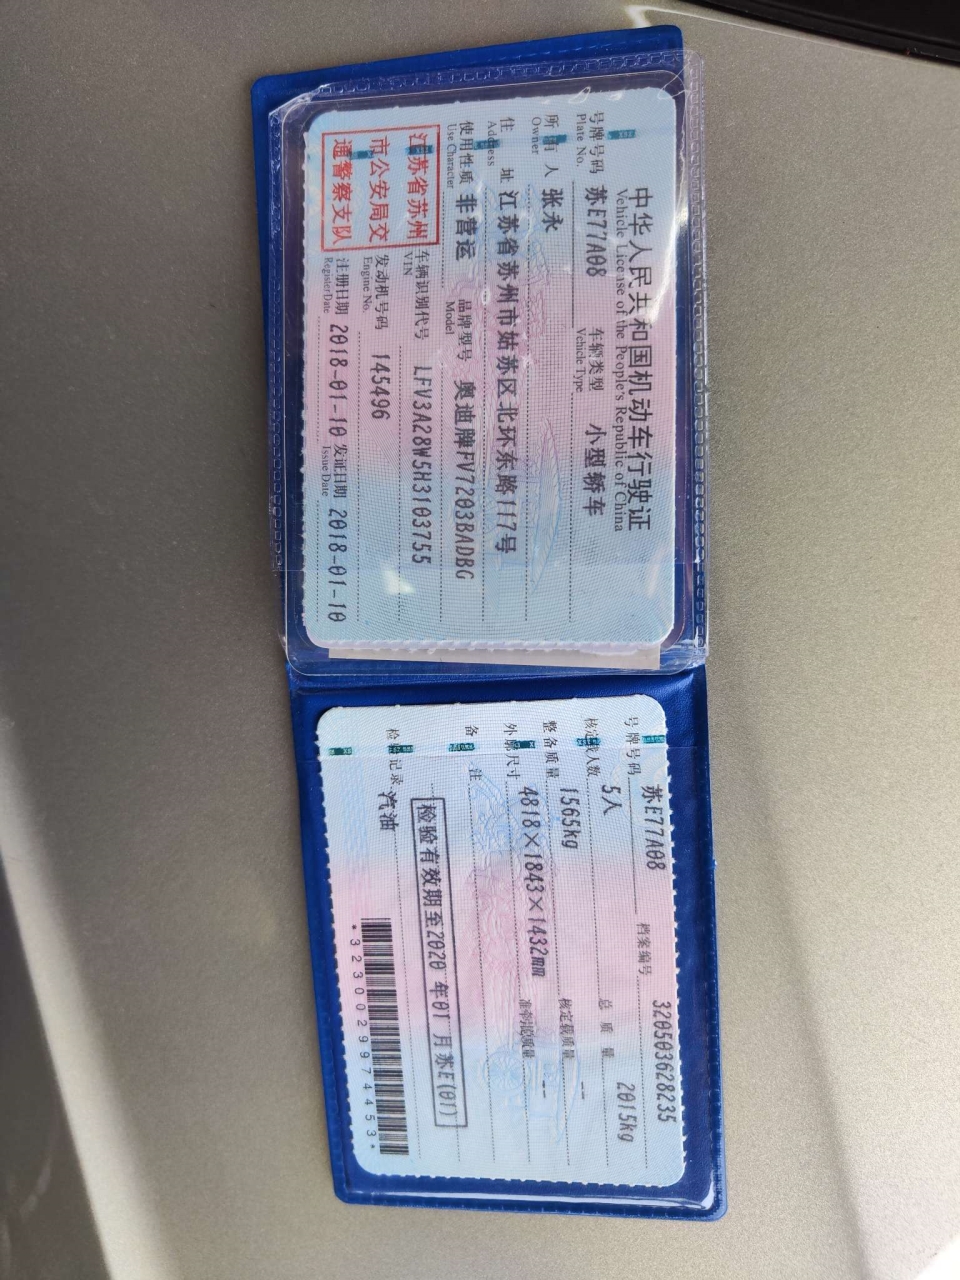 中华人民共和国机动车行驶证
Vehicle License of the People's Republic of China
号牌号码 苏E77A08 车辆类型 小型轿车
Plate No. Vehicle Type
所有人 张永
Owner
住 址 江苏省苏州市姑苏区北环东路117号
Address
使用性质 非营运 品牌型号 奥迪牌FV7203BADBG
Use Character Model
江苏省苏州
市公安局交
通警察支队
车辆识别代号 LFV3A28W5H3103755
VIN
发动机号码 145496
Engine No.
注册日期 2018-01-10 发证日期 2018-01-10
Register Date Issue Date
号牌号码 苏E77A08 档案编号 320503628235
核定载人数 5人 总 质 量 2015kg
整备质量 1565kg 核定载质量 --
外廓尺寸 4818×1843×1432mm 准牵引总质量 --
备 注
检验有效期至2020年01月苏E(01)
检验记录 汽油
*3230029974453*